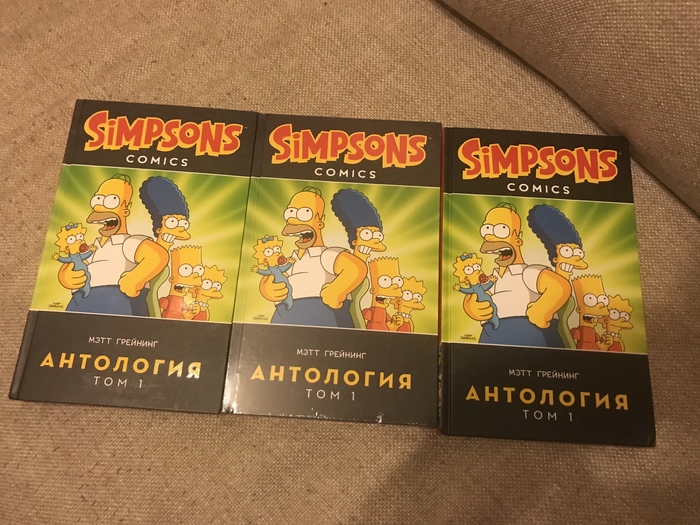 SiMPSONS
COMICS
МЭТТ ГРЕЙНИНГ
АНТОЛОГИЯ
ТОМ 1
SiMPSONS
COMICS
МЭТТ ГРЕЙНИНГ
АНТОЛОГИЯ
ТОМ 1
SiMPSONS
COMICS
МЭТТ ГРЕЙНИНГ
АНТОЛОГИЯ
ТОМ 1